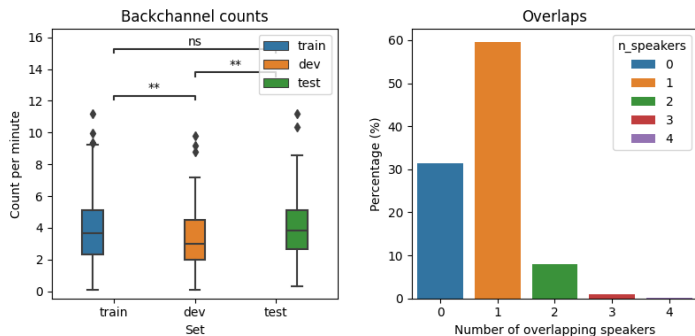 Backchannel counts
16
14
12
10
8
6
4
2
0
Count per minute
ns
**
**
train
dev
test
train
dev
test
Set
Overlaps
60
50
40
30
20
10
0
Percentage (%)
n_speakers
0
1
2
3
4
0
1
2
3
4
Number of overlapping speakers